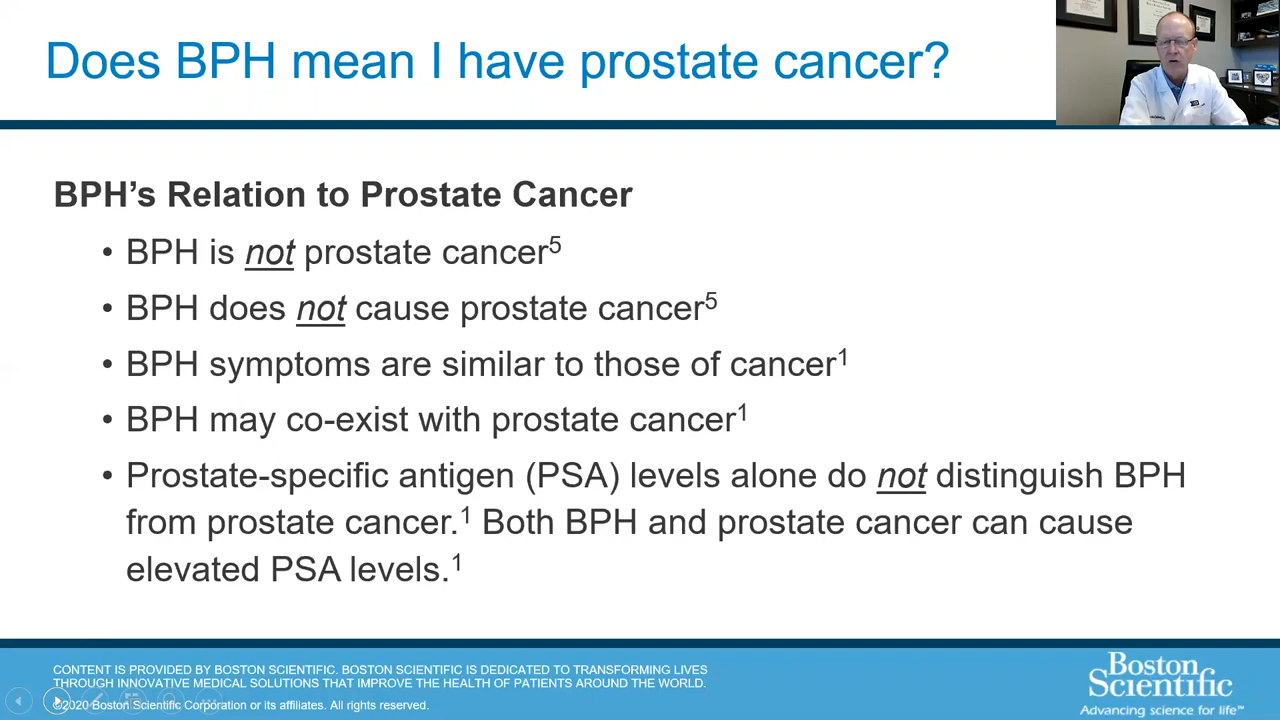 Does BPH mean I have prostate cancer?
BPH’s Relation to Prostate Cancer
• BPH is not prostate cancer⁵
• BPH does not cause prostate cancer⁵
• BPH symptoms are similar to those of cancer¹
• BPH may co-exist with prostate cancer¹
• Prostate-specific antigen (PSA) levels alone do not distinguish BPH
from prostate cancer.¹ Both BPH and prostate cancer can cause
elevated PSA levels.¹
CONTENT IS PROVIDED BY BOSTON SCIENTIFIC. BOSTON SCIENTIFIC IS DEDICATED TO TRANSFORMING LIVES
THROUGH INNOVATIVE MEDICAL SOLUTIONS THAT IMPROVE THE HEALTH OF PATIENTS AROUND THE WORLD.
©2020 Boston Scientific Corporation or its affiliates. All rights reserved.
Boston
Scientific
Advancing science for life™